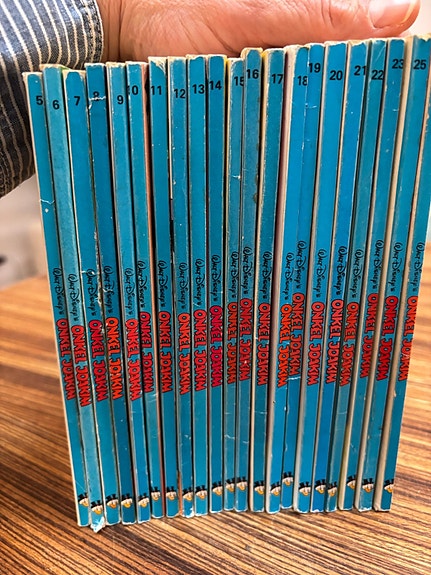 5 WALT DISNEY'S ONKEL JOAKIM
6 WALT DISNEY'S ONKEL JOAKIM
7 WALT DISNEY'S ONKEL JOAKIM
8 WALT DISNEY'S ONKEL JOAKIM
9 WALT DISNEY'S ONKEL JOAKIM
10 WALT DISNEY'S ONKEL JOAKIM
11 WALT DISNEY'S ONKEL JOAKIM
12 WALT DISNEY'S ONKEL JOAKIM
13 WALT DISNEY'S ONKEL JOAKIM
14 WALT DISNEY'S ONKEL JOAKIM
15 WALT DISNEY'S ONKEL JOAKIM
16 WALT DISNEY'S ONKEL JOAKIM
17 WALT DISNEY'S ONKEL JOAKIM
18 WALT DISNEY'S ONKEL JOAKIM
19 WALT DISNEY'S ONKEL JOAKIM
20 WALT DISNEY'S ONKEL JOAKIM
21 WALT DISNEY'S ONKEL JOAKIM
22 WALT DISNEY'S ONKEL JOAKIM
23 WALT DISNEY'S ONKEL JOAKIM
25 WALT DISNEY'S ONKEL JOAKIM